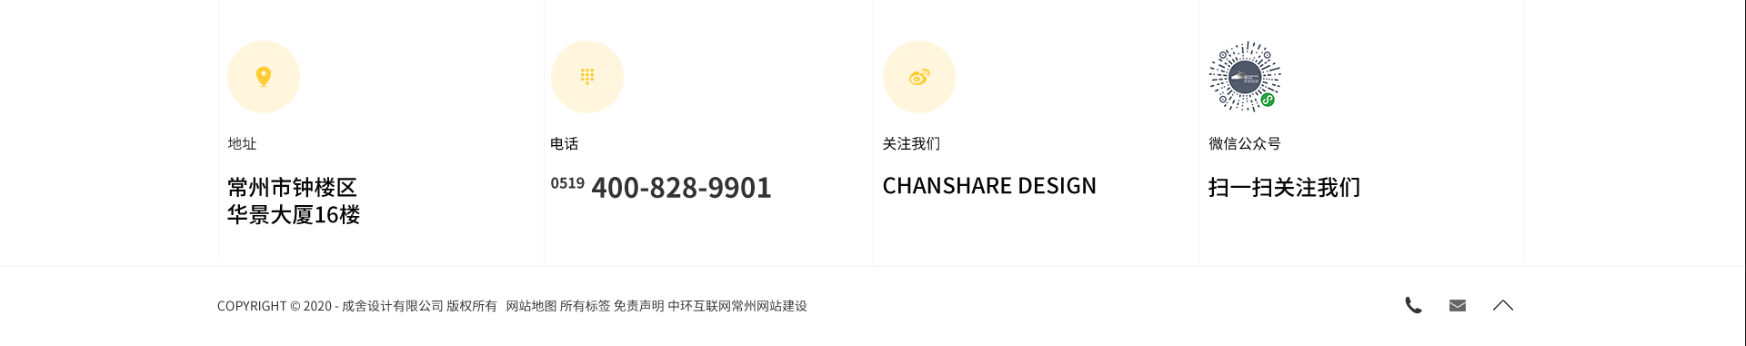 地址
常州市钟楼区
华景大厦16楼
电话
0519 400-828-9901
关注我们
CHANSHARE DESIGN
微信公众号
扫一扫关注我们
COPYRIGHT © 2020 - 成舍设计有限公司 版权所有 网站地图 所有标签 免责声明 中环互联网常州网站建设